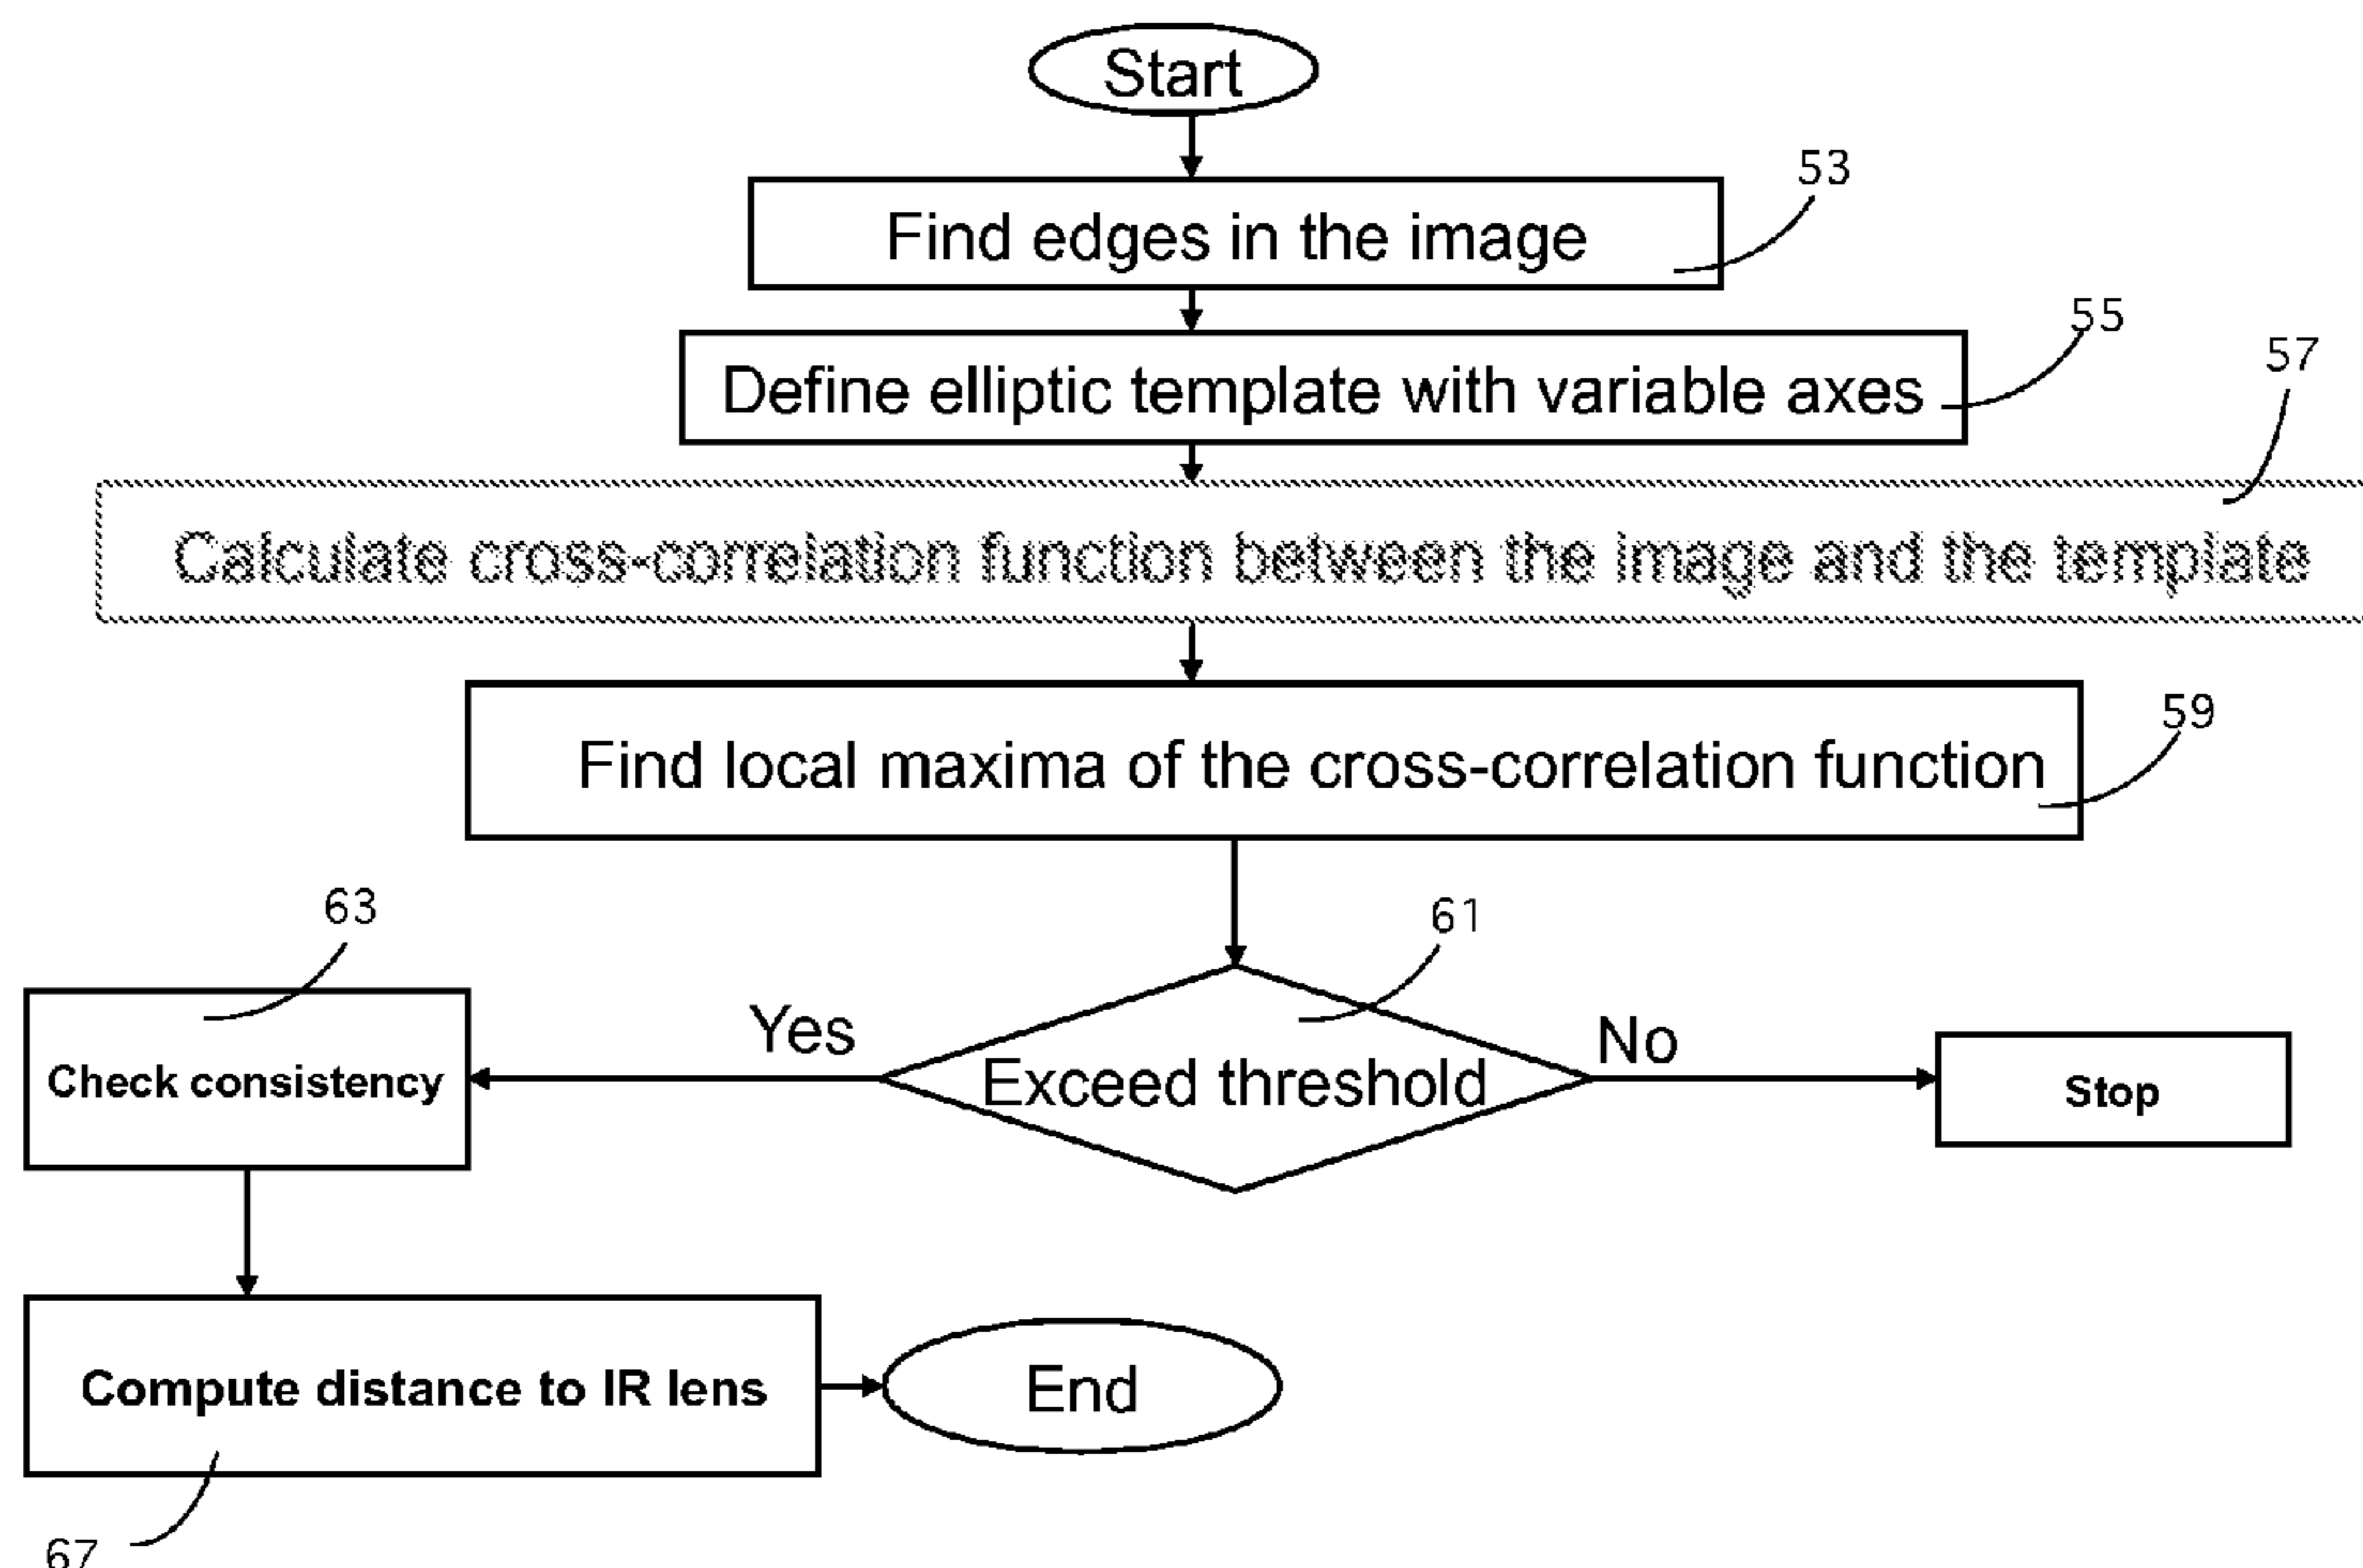 Start
53
Find edges in the image
55
Define elliptic template with variable axes
57
Calculate cross-correlation function between the image and the template
59
Find local maxima of the cross-correlation function
61
63
Yes
No
Exceed threshold
Check consistency
Stop
Compute distance to IR lens
End
67